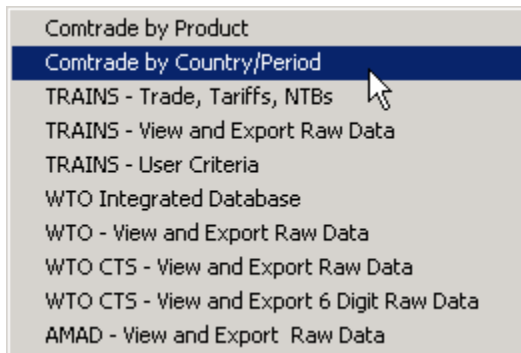 Comtrade by Product
Comtrade by Country/Period
TRAINS - Trade, Tariffs, NTBs
TRAINS - View and Export Raw Data
TRAINS - User Criteria
WTO Integrated Database
WTO - View and Export Raw Data
WTO CTS - View and Export Raw Data
WTO CTS - View and Export 6 Digit Raw Data
AMAD - View and Export  Raw Data